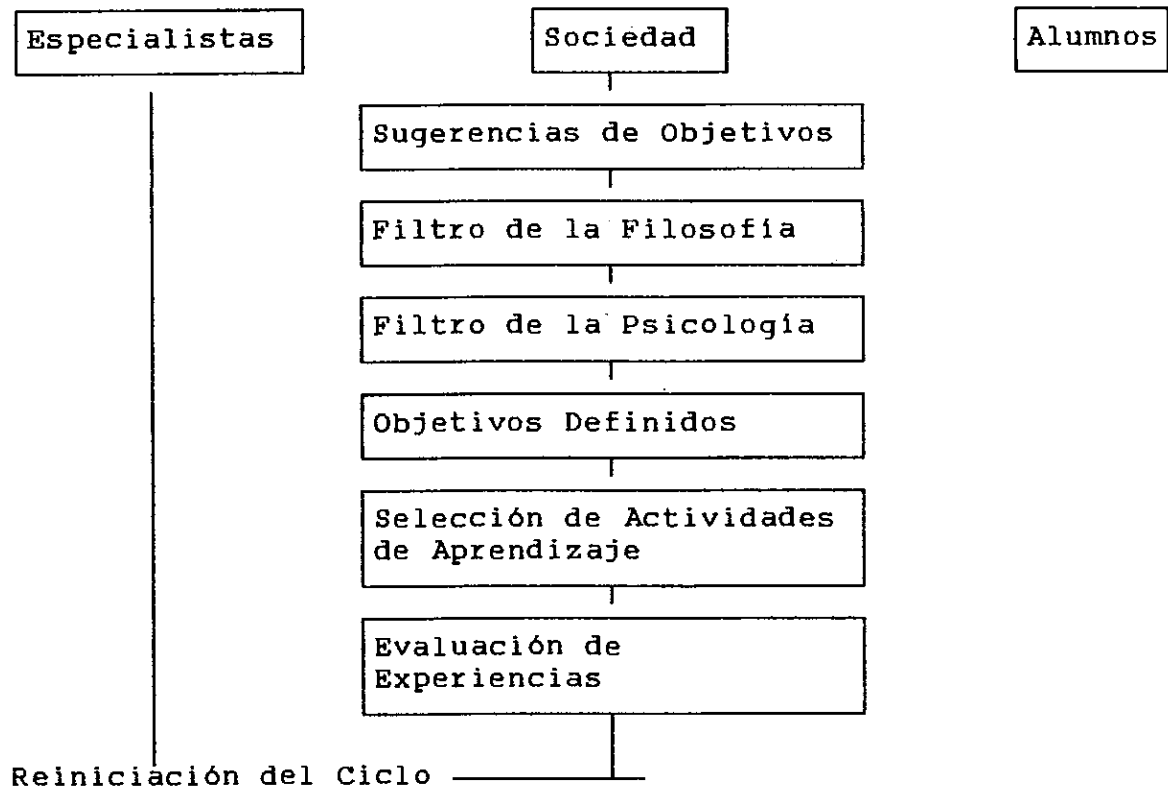 Especialistas
Sociedad
Alumnos
Sugerencias de Objetivos
Filtro de la Filosofía
Filtro de la Psicología
Objetivos Definidos
Selección de Actividades
de Aprendizaje
Evaluación de
Experiencias
Reiniciación del Ciclo